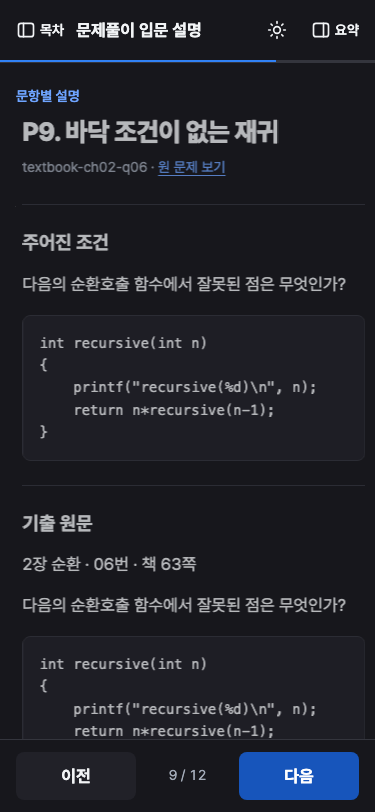 목차 문제풀이 입문 설명 요약
문항별 설명
P9. 바닥 조건이 없는 재귀
textbook-ch02-q06 · 원 문제 보기
주어진 조건
다음의 순환호출 함수에서 잘못된 점은 무엇인가?
int recursive(int n)
{
    printf("recursive(%d)\n", n);
    return n*recursive(n-1);
}
기출 원문
2장 순환 · 06번 · 책 63쪽
다음의 순환호출 함수에서 잘못된 점은 무엇인가?
int recursive(int n)
{
    printf("recursive(%d)\n", n);
    return n*recursive(n-1);
이전 9 / 12 다음